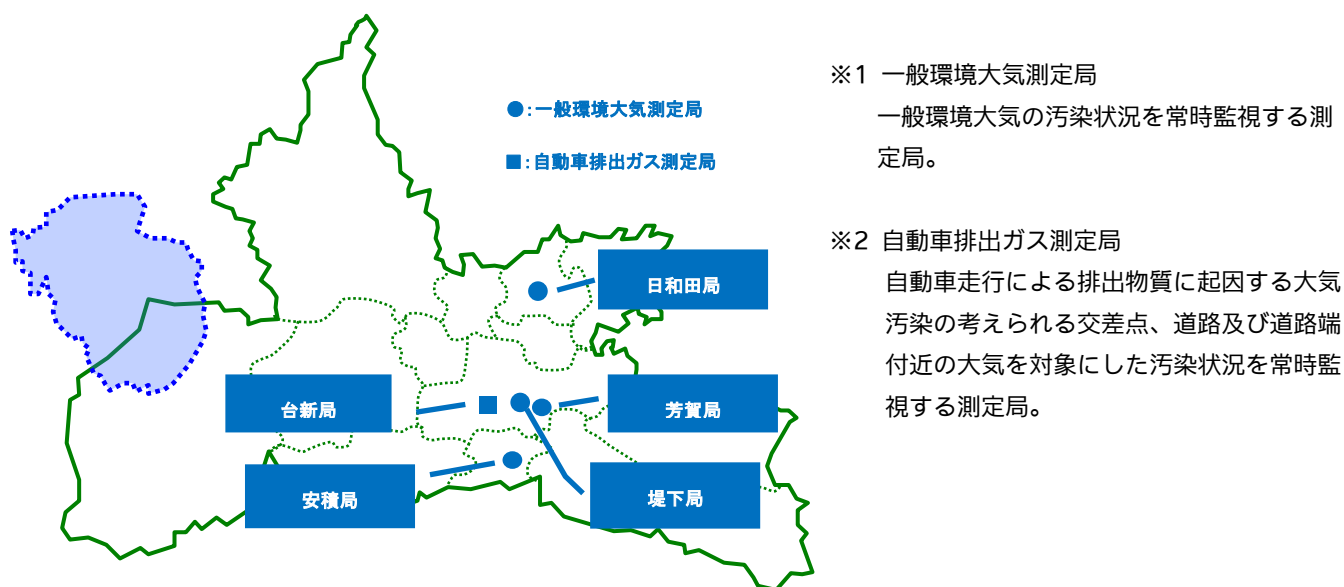 ●:一般環境大気測定局
■:自動車排出ガス測定局
日和田局
台新局
芳賀局
安積局
堤下局
※1 一般環境大気測定局
一般環境大気の汚染状況を常時監視する測
定局。
※2 自動車排出ガス測定局
自動車走行による排出物質に起因する大気
汚染の考えられる交差点、道路及び道路端
付近の大気を対象にした汚染状況を常時監
視する測定局。